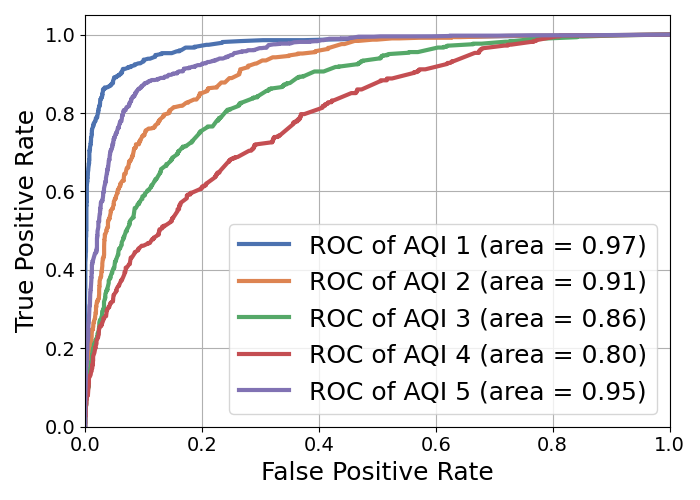 True Positive Rate
1.0
0.8
0.6
0.4
0.2
0.0
ROC of AQI 1 (area = 0.97)
ROC of AQI 2 (area = 0.91)
ROC of AQI 3 (area = 0.86)
ROC of AQI 4 (area = 0.80)
ROC of AQI 5 (area = 0.95)
0.0 0.2 0.4 0.6 0.8 1.0
False Positive Rate